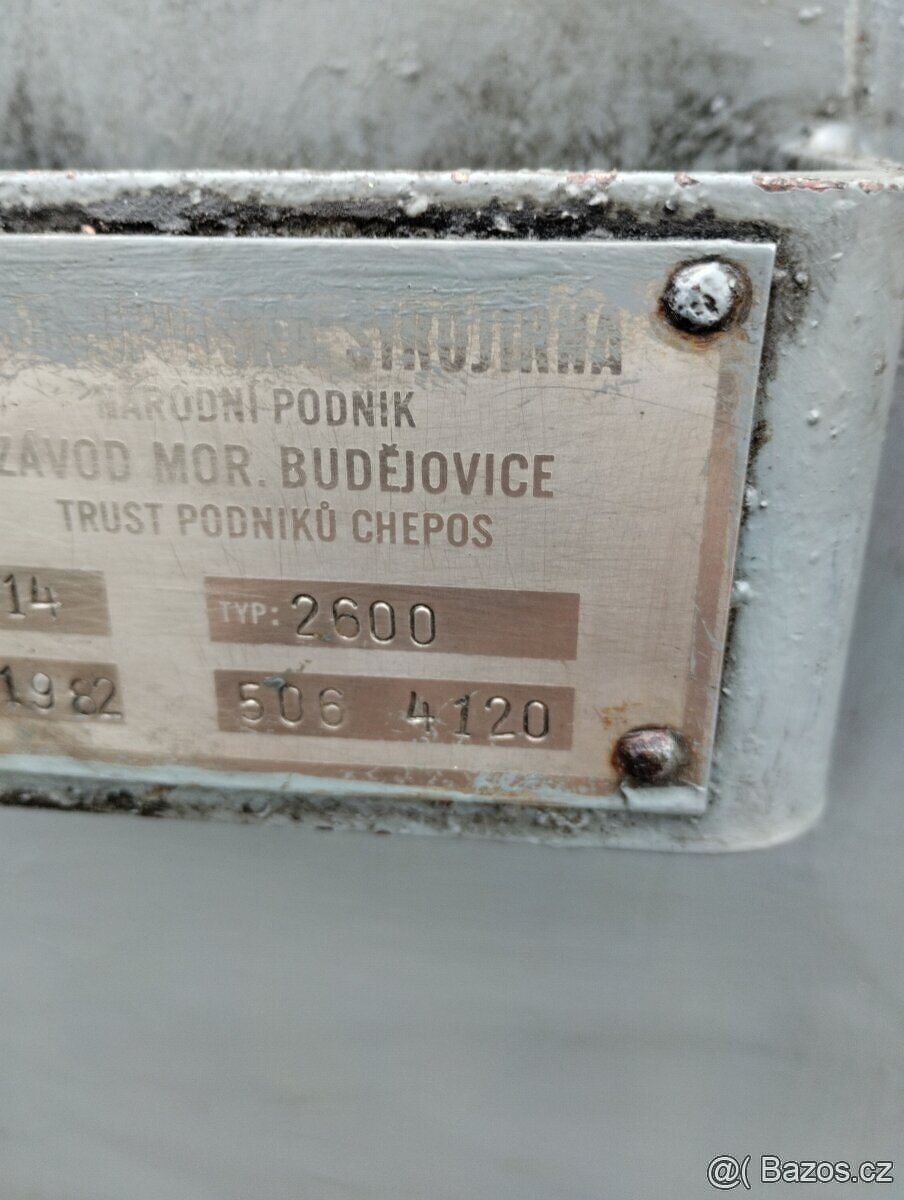 NÁRODNÍ PODNIK
ZÁVOD MOR. BUDĚJOVICE
TRUST PODNIKŮ CHEPOS
14 TYP: 2600
1982 506 4120
@( Bazos.cz